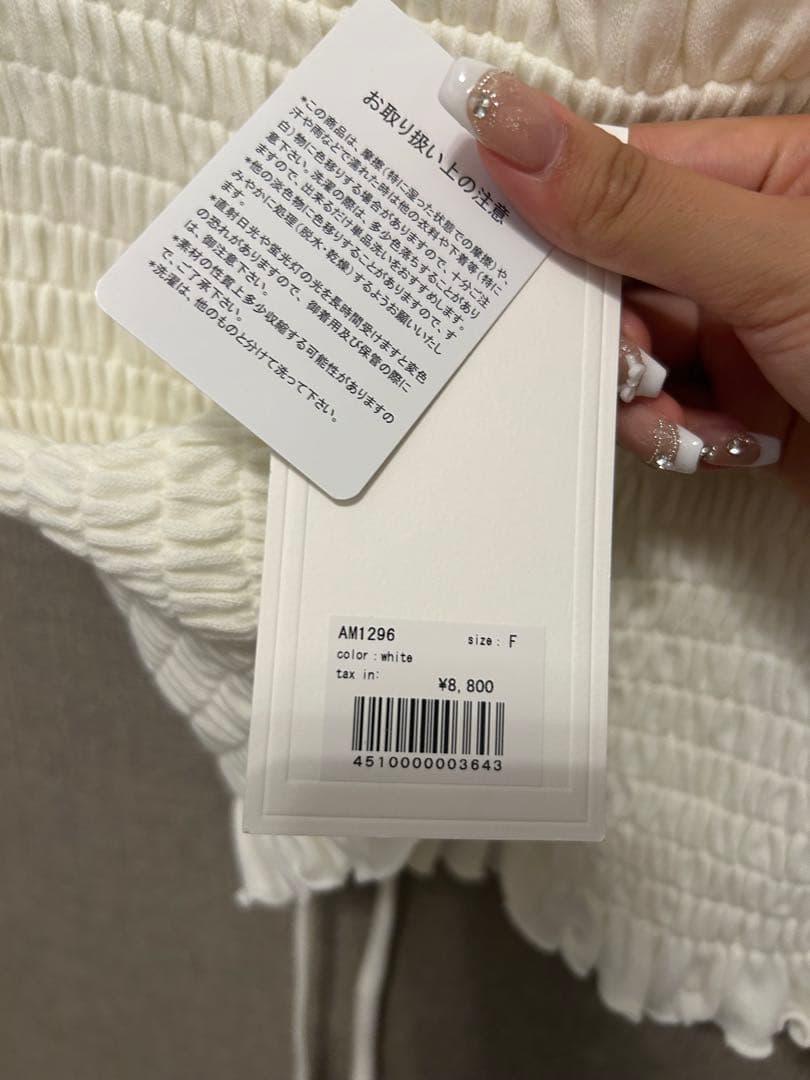 お取り扱い上の注意
*この商品は、摩擦(特に湿った状態での摩擦)や、
汗や雨などで濡れた時は他の衣料や下着等(特に
白)物に色移りする場合がありますので、十分ご注
意下さい。洗濯の際は、多少色落ちすることがあり
ますので、出来るだけ単品洗いをおすすめします。
*他の淡色物に色移りすることがありますので、す
みやかに処理(脱水・乾燥)するようお願いいたし
ます。
*直射日光や蛍光灯の光を長時間受けますと変色
の恐れがありますので、御着用及び保管の際に
は、御注意下さい。
*素材の性質上多少収縮する可能性がありますの
で、ご了承下さい。
*洗濯は、他のものと分けて洗って下さい。
AM1296 size: F
color:white
tax in:
¥8,800
4510000003643